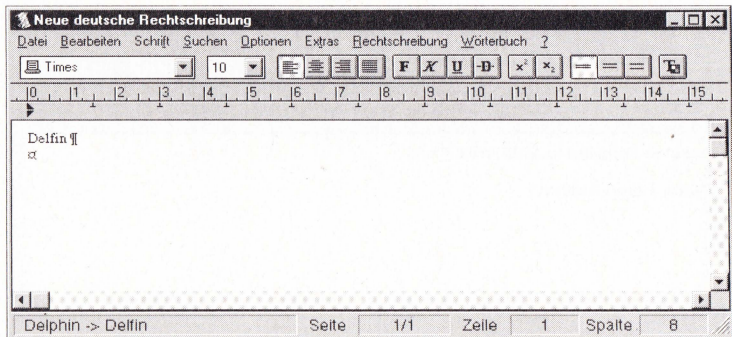 Neue deutsche Rechtschreibung
Datei Bearbeiten Schrift Suchen Optionen Extras Rechtschreibung Wörterbuch ?
Times 10 F K U -D- x² x₂
0 1 2 3 4 5 6 7 8 9 10 11 12 13 14 15
Delfin ¶
¤
Delphin -> Delfin Seite 1/1 Zeile 1 Spalte 8